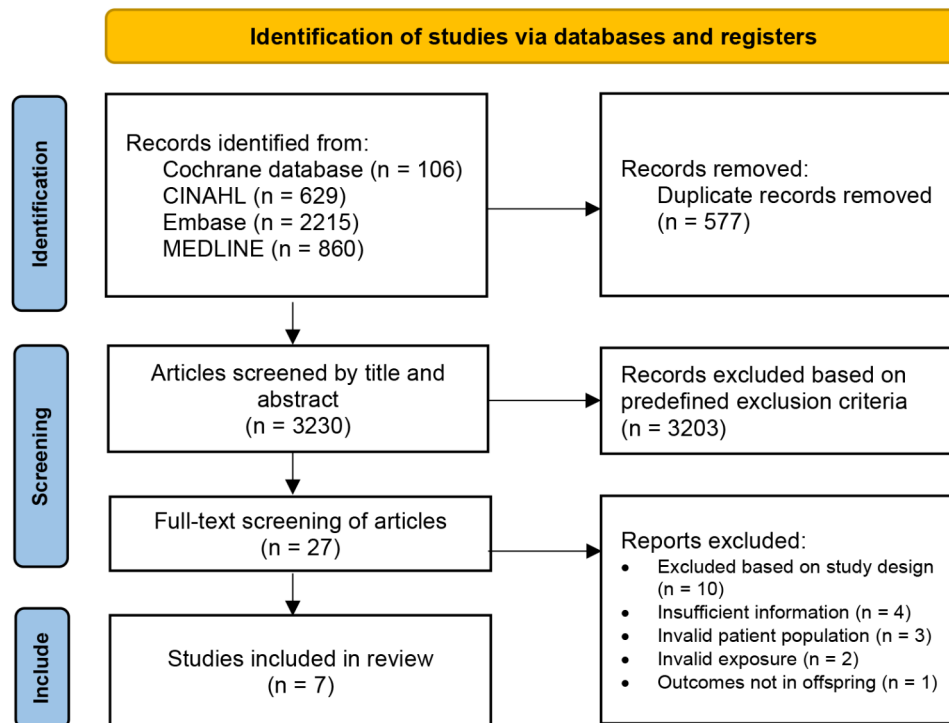 Identification of studies via databases and registers
Identification
Records identified from:
Cochrane database (n = 106)
CINAHL (n = 629)
Embase (n = 2215)
MEDLINE (n = 860)
Records removed:
Duplicate records removed
(n = 577)
Screening
Articles screened by title and
abstract
(n = 3230)
Records excluded based on
predefined exclusion criteria
(n = 3203)
Full-text screening of articles
(n = 27)
Reports excluded:
• Excluded based on study design
(n = 10)
• Insufficient information (n = 4)
• Invalid patient population (n = 3)
• Invalid exposure (n = 2)
• Outcomes not in offspring (n = 1)
Include
Studies included in review
(n = 7)